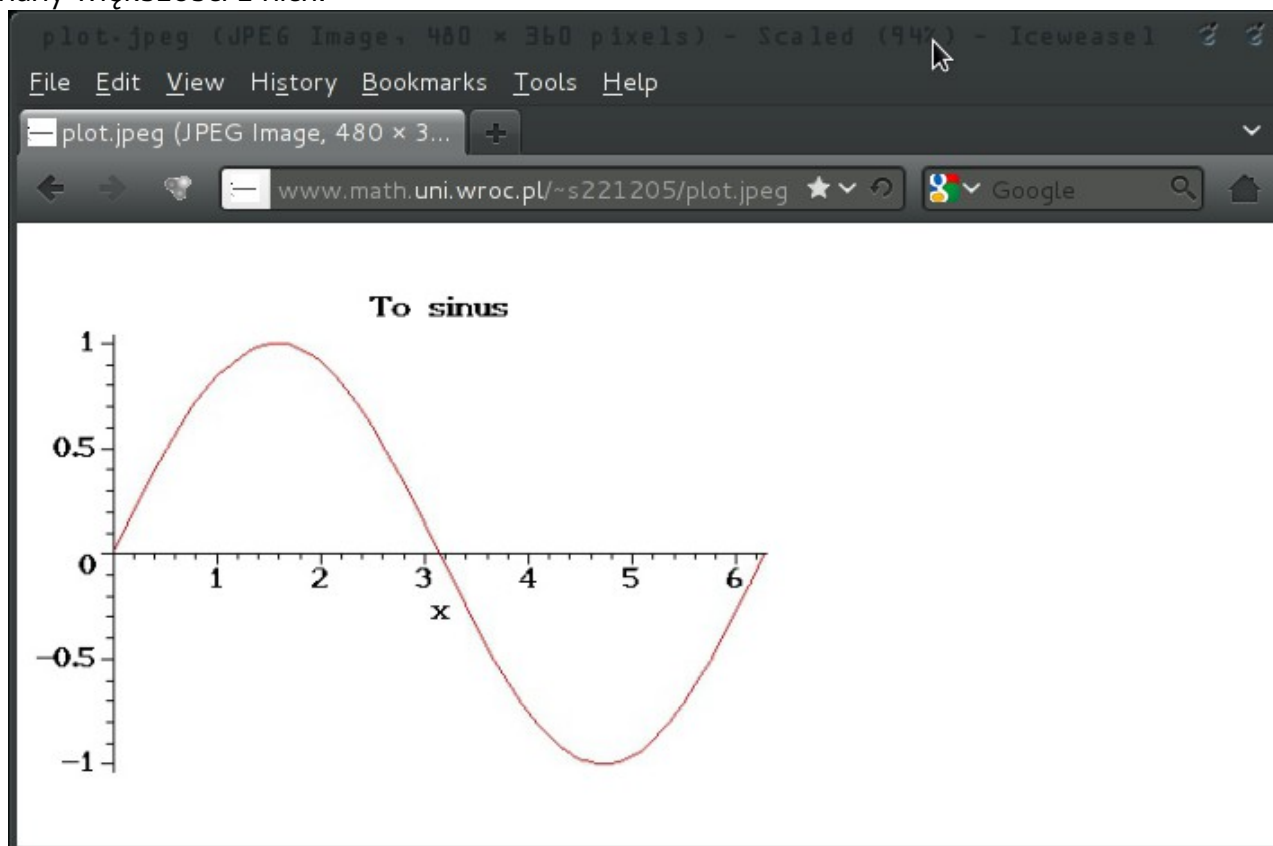 większości z nich.
plot.jpeg (JPEG Image, 480 × 360 pixels) - Scaled (94%) - Iceweasel
File Edit View History Bookmarks Tools Help
plot.jpeg (JPEG Image, 480 × 3...
www.math.uni.wroc.pl/~s221205/plot.jpeg Google
To sinus
1
0.5
0
1 2 3 4 5 6
x
−0.5
−1